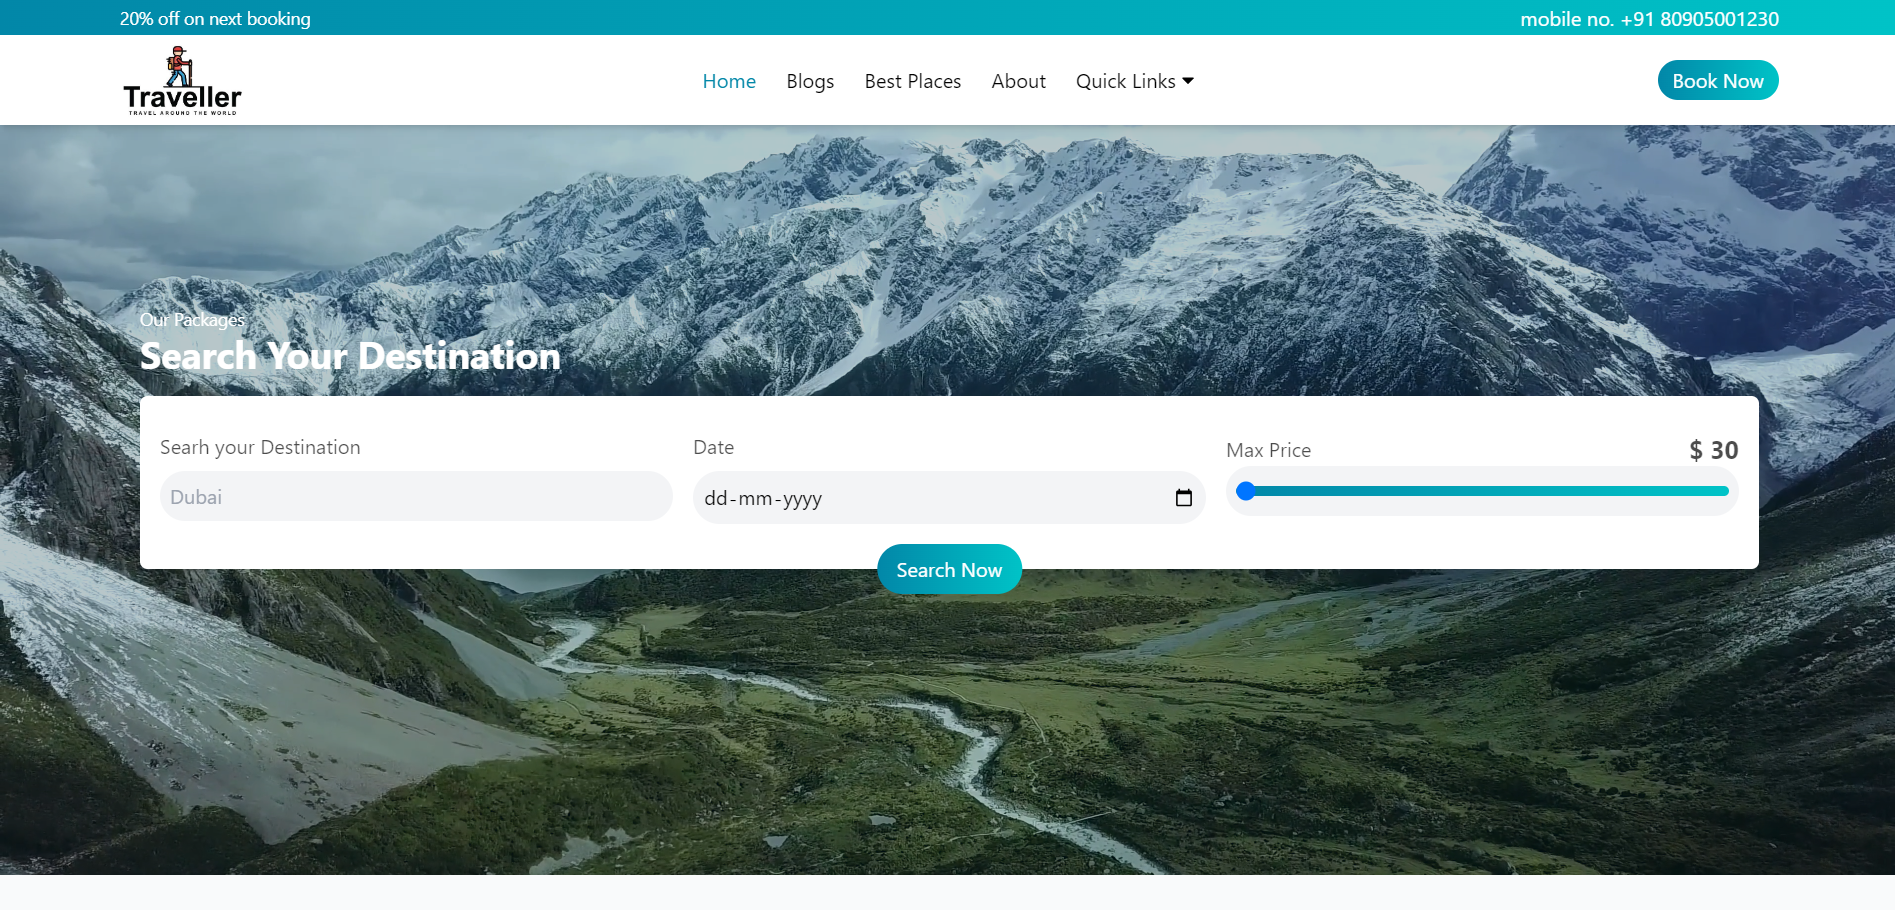 20% off on next booking
mobile no. +91 80905001230
Traveller
TRAVEL AROUND THE WORLD
Home
Blogs
Best Places
About
Quick Links
Book Now
Our Packages
Search Your Destination
Searh your Destination
Dubai
Date
dd-mm-yyyy
Max Price
$ 30
Search Now